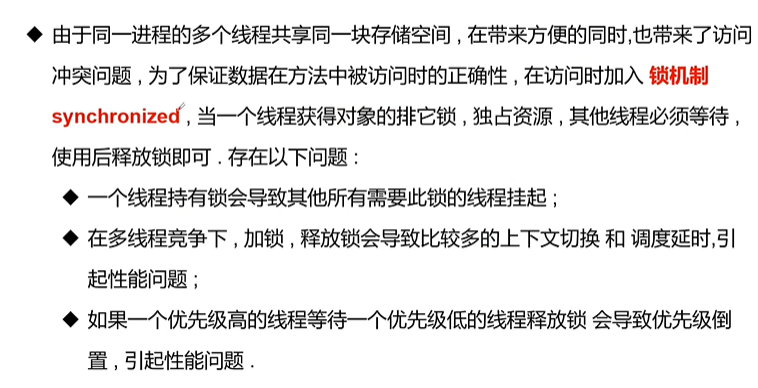 ◆ 由于同一进程的多个线程共享同一块存储空间 , 在带来方便的同时,也带来了访问
冲突问题 , 为了保证数据在方法中被访问时的正确性 , 在访问时加入 锁机制
synchronized , 当一个线程获得对象的排它锁 , 独占资源 , 其他线程必须等待 ,
使用后释放锁即可 . 存在以下问题 :
◆ 一个线程持有锁会导致其他所有需要此锁的线程挂起 ;
◆ 在多线程竞争下 , 加锁 , 释放锁会导致比较多的上下文切换 和 调度延时,引
起性能问题 ;
◆ 如果一个优先级高的线程等待一个优先级低的线程释放锁 会导致优先级倒
置 , 引起性能问题 .